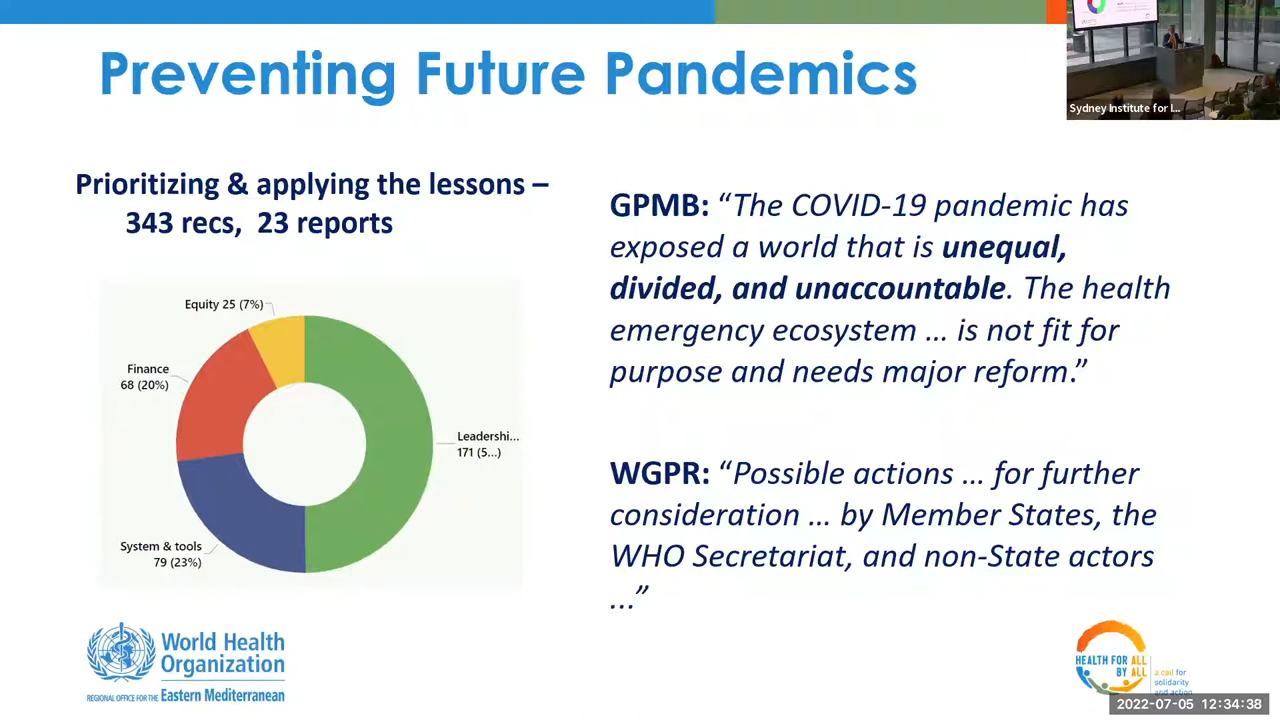 Preventing Future Pandemics
Sydney Institute for I...
Prioritizing & applying the lessons –
343 recs, 23 reports
Equity 25 (7%)
Finance
68 (20%)
Leadershi...
171 (5...)
System & tools
79 (23%)
GPMB: “The COVID-19 pandemic has
exposed a world that is unequal,
divided, and unaccountable. The health
emergency ecosystem ... is not fit for
purpose and needs major reform.”
WGPR: “Possible actions ... for further
consideration ... by Member States, the
WHO Secretariat, and non-State actors
...”
World Health
Organization
REGIONAL OFFICE FOR THE Eastern Mediterranean
HEALTH FOR ALL
BY ALL
a call for
solidarity
and action
2022-07-05 12:34:38